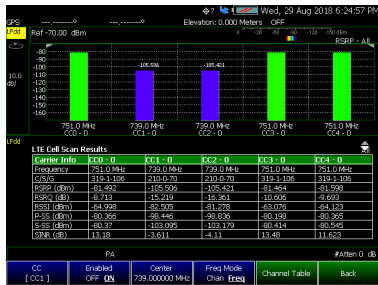 Wed, 29 Aug 2018 6:24:57 PM
GPS --.-------° ---.-------° Elevation: 0.000 Meters OFF
LFdd Ref -70.00 dBm 0 -30 -60 -90 -120 -150 dBm
RSRP - All
10.0 dB/
-80
-90
-100
-110
-120
-130
-140
-150
-160
-105.506 -105.421
751.0 MHz 739.0 MHz 739.0 MHz 751.0 MHz 751.0 MHz
CC0 - 0 CC1 - 0 CC2 - 0 CC3 - 0 CC4 - 0
LFdd
LTE Cell Scan Results
Carrier Info CC0 - 0 CC1 - 0 CC2 - 0 CC3 - 0 CC4 - 0
Frequency 751.0 MHz 739.0 MHz 739.0 MHz 751.0 MHz 751.0 MHz
C/S/G 319-1-106 210-0-70 210-0-70 319-1-106 319-1-106
RSRP (dBm) -81.492 -105.506 -105.421 -81.464 -81.598
RSRQ (dB) -8.713 -15.219 -16.361 -10.606 -9.693
RSSI (dBm) -64.998 -82.505 -81.278 -63.076 -64.123
P-SS (dBm) -80.366 -98.446 -98.836 -80.198 -80.365
S-SS (dBm) -80.37 -103.095 -103.179 -80.414 -80.545
SINR (dB) 13.18 -3.611 -4.11 13.48 11.623
PA #Atten 0 dB
CC [ CC1 ]
Enabled OFF ON
Center 739.000000 MHz
Freq Mode Chan Freq
Channel Table
Back